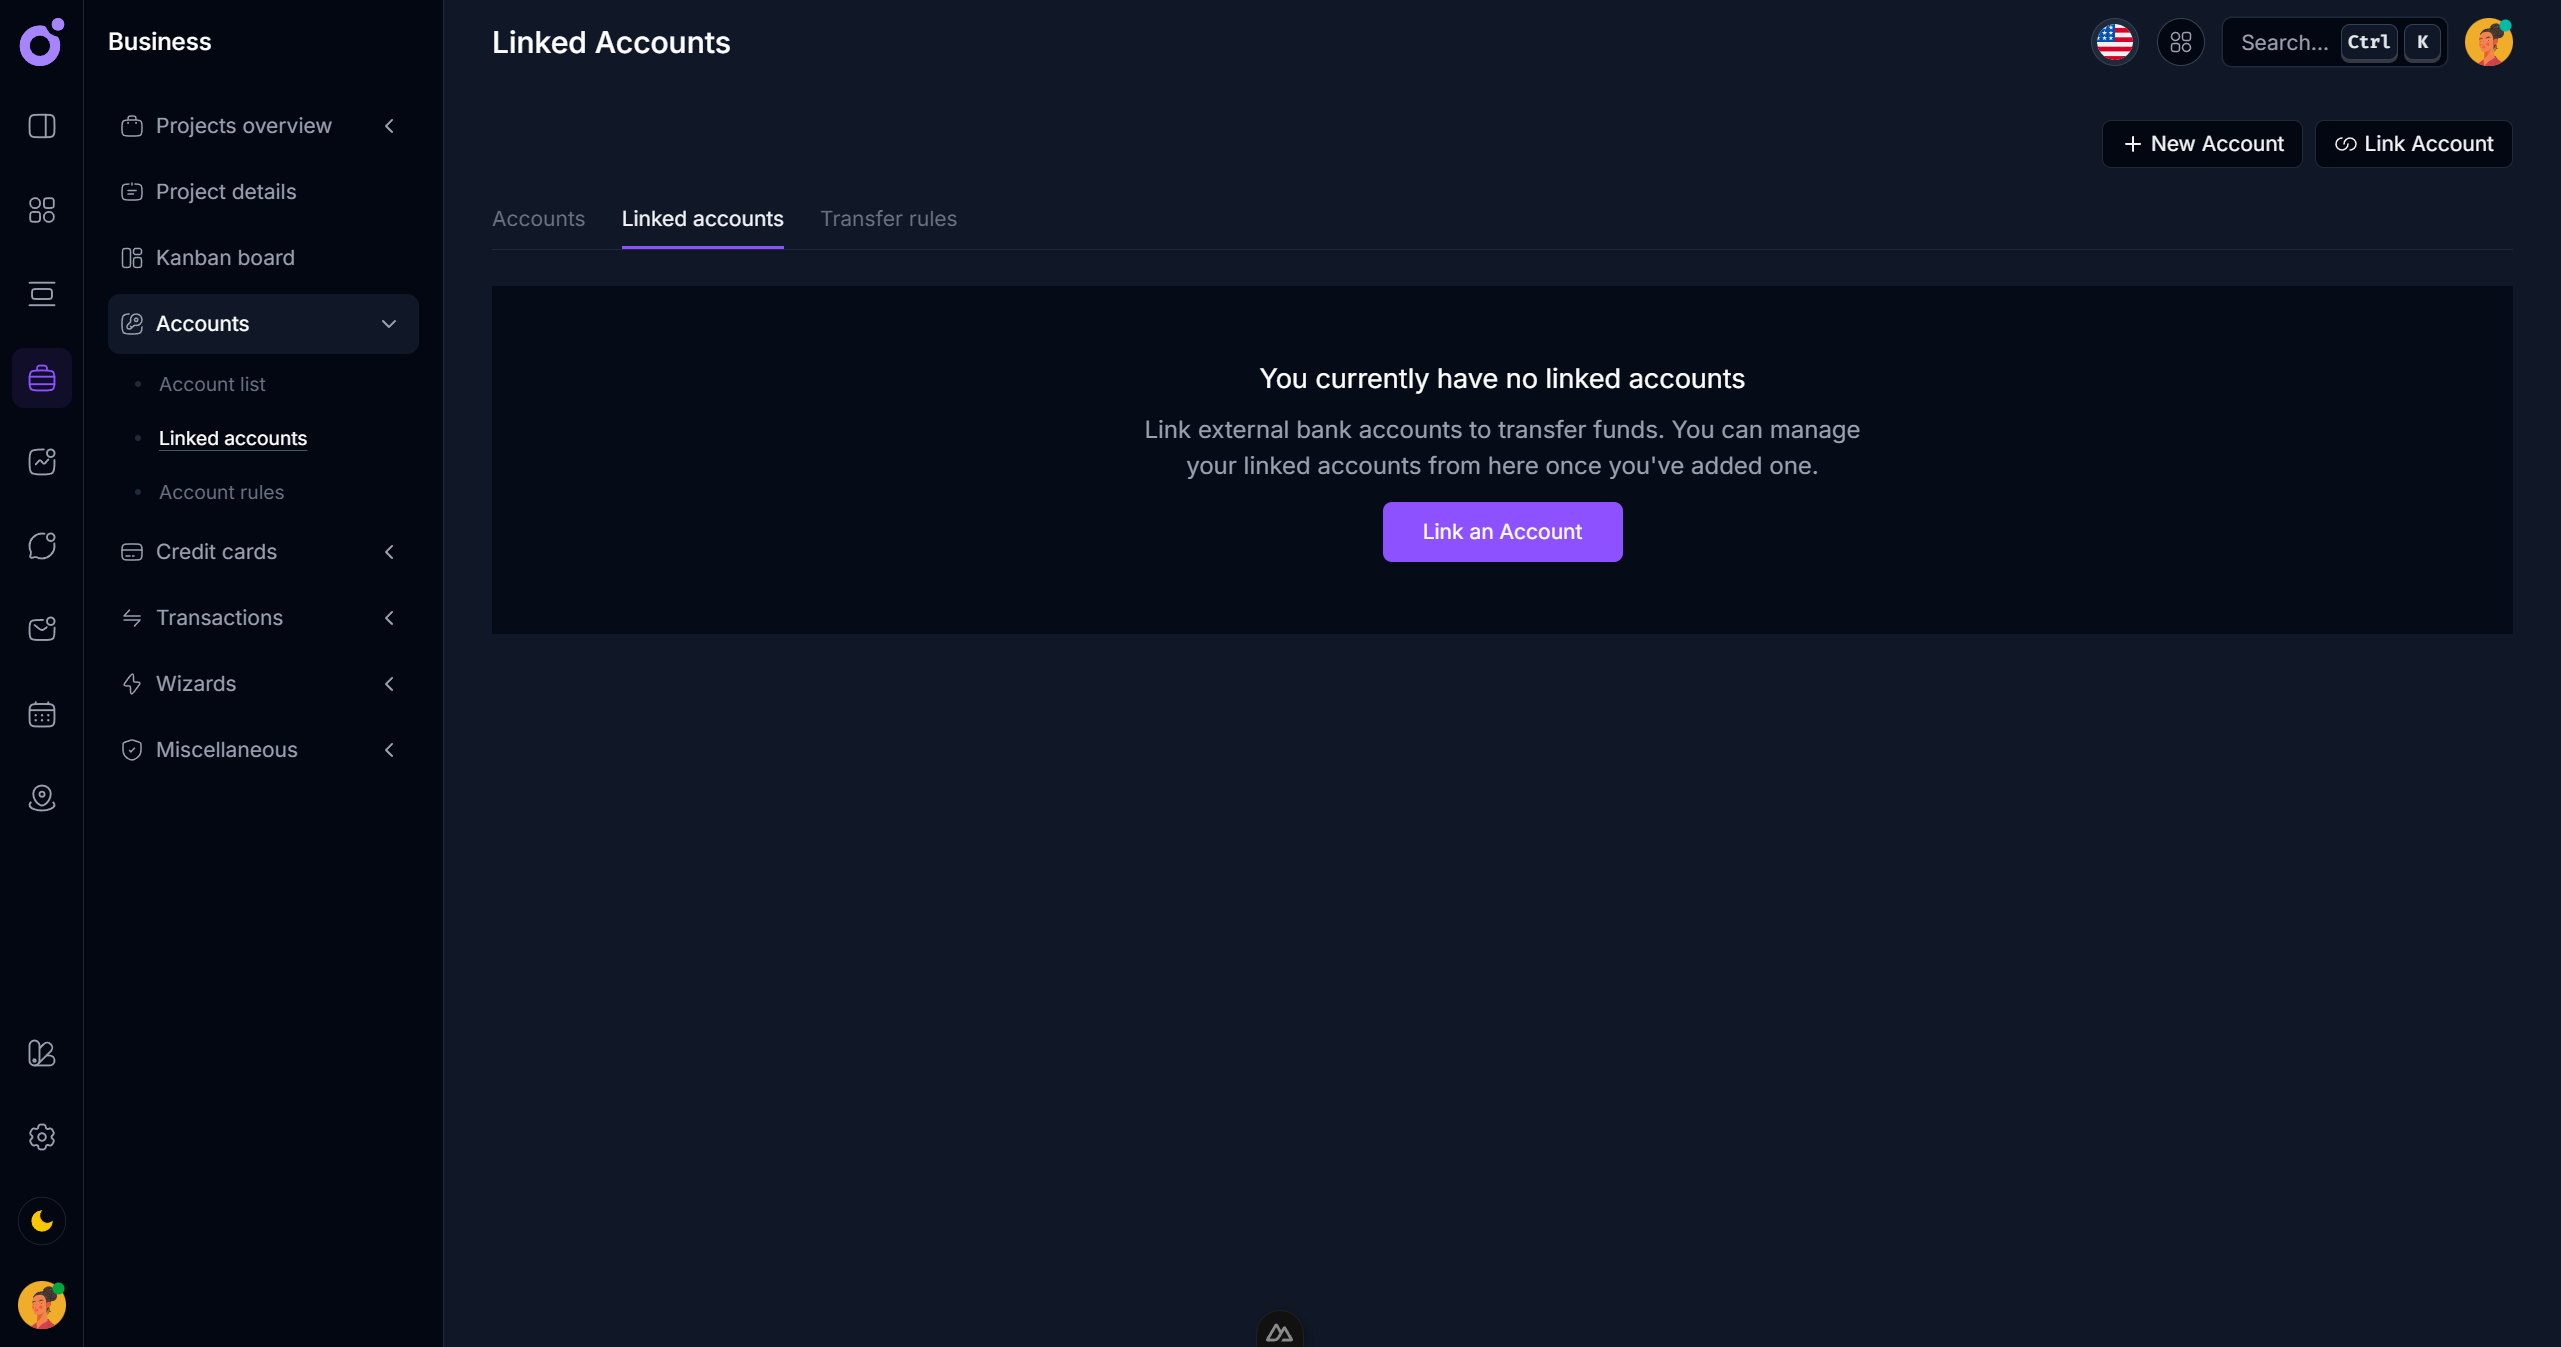 Business
Projects overview
Project details
Kanban board
Accounts
Account list
Linked accounts
Account rules
Credit cards
Transactions
Wizards
Miscellaneous
Linked Accounts
Search... Ctrl K
New Account Link Account
Accounts Linked accounts Transfer rules
You currently have no linked accounts
Link external bank accounts to transfer funds. You can manage
your linked accounts from here once you've added one.
Link an Account